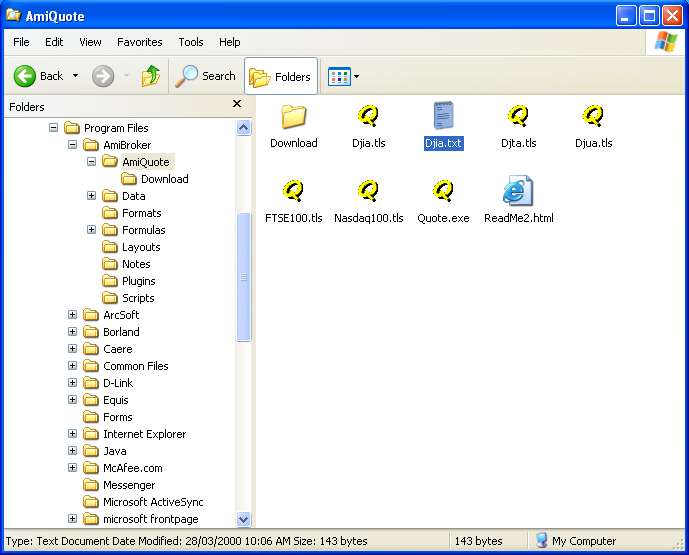 AmiQuote
File Edit View Favorites Tools Help
Back Search Folders
Folders
Program Files
AmiBroker
AmiQuote
Download
Data
Formats
Formulas
Layouts
Notes
Plugins
Scripts
ArcSoft
Borland
Caere
Common Files
D-Link
Equis
Forms
Internet Explorer
Java
McAfee.com
Messenger
Microsoft ActiveSync
microsoft frontpage
Download Djia.tls Djia.txt Djta.tls Djua.tls
FTSE100.tls Nasdaq100.tls Quote.exe ReadMe2.html
Type: Text Document Date Modified: 28/03/2000 10:06 AM Size: 143 bytes 143 bytes My Computer